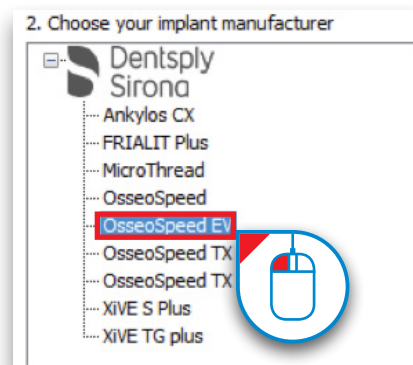 2. Choose your implant manufacturer
Dentsply
Sirona
Ankylos CX
FRIALIT Plus
MicroThread
OsseoSpeed
OsseoSpeed EV
OsseoSpeed TX
OsseoSpeed TX
XiVE S Plus
XiVE TG plus